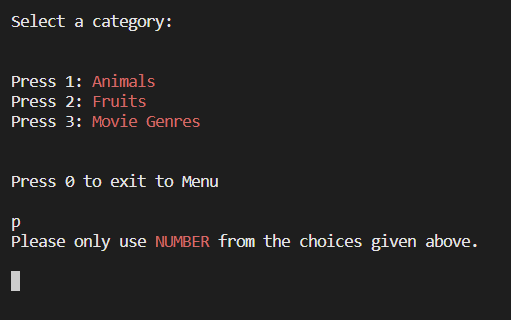 Select a category:
Press 1: Animals
Press 2: Fruits
Press 3: Movie Genres
Press 0 to exit to Menu
p
Please only use NUMBER from the choices given above.